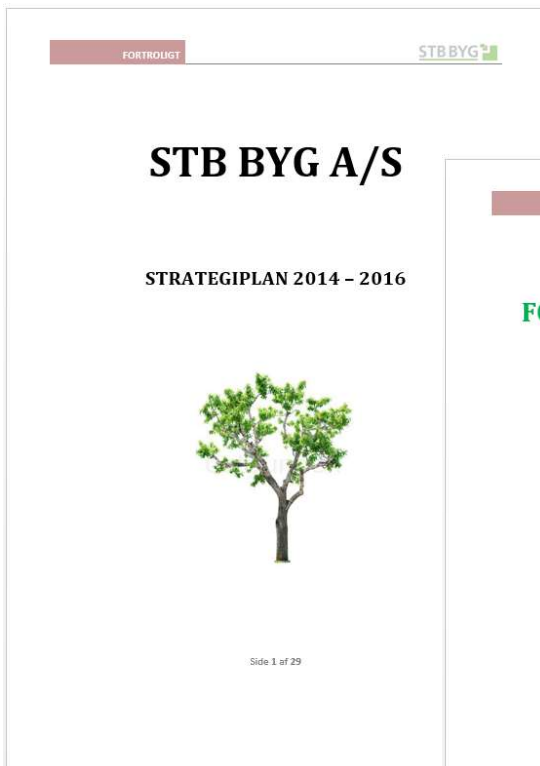 FORTROLIGT
STB BYG
STB BYG A/S
STRATEGIPLAN 2014 – 2016
Side 1 af 29